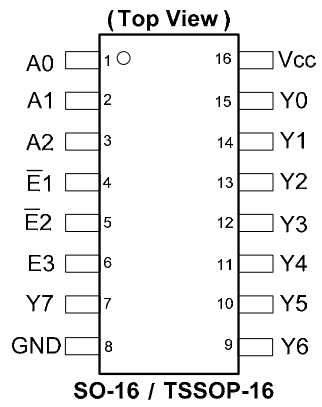 (Top View)
A0 1 16 Vcc
A1 2 15 Y0
A2 3 14 Y1
E̅1 4 13 Y2
E̅2 5 12 Y3
E3 6 11 Y4
Y7 7 10 Y5
GND 8 9 Y6
SO-16 / TSSOP-16